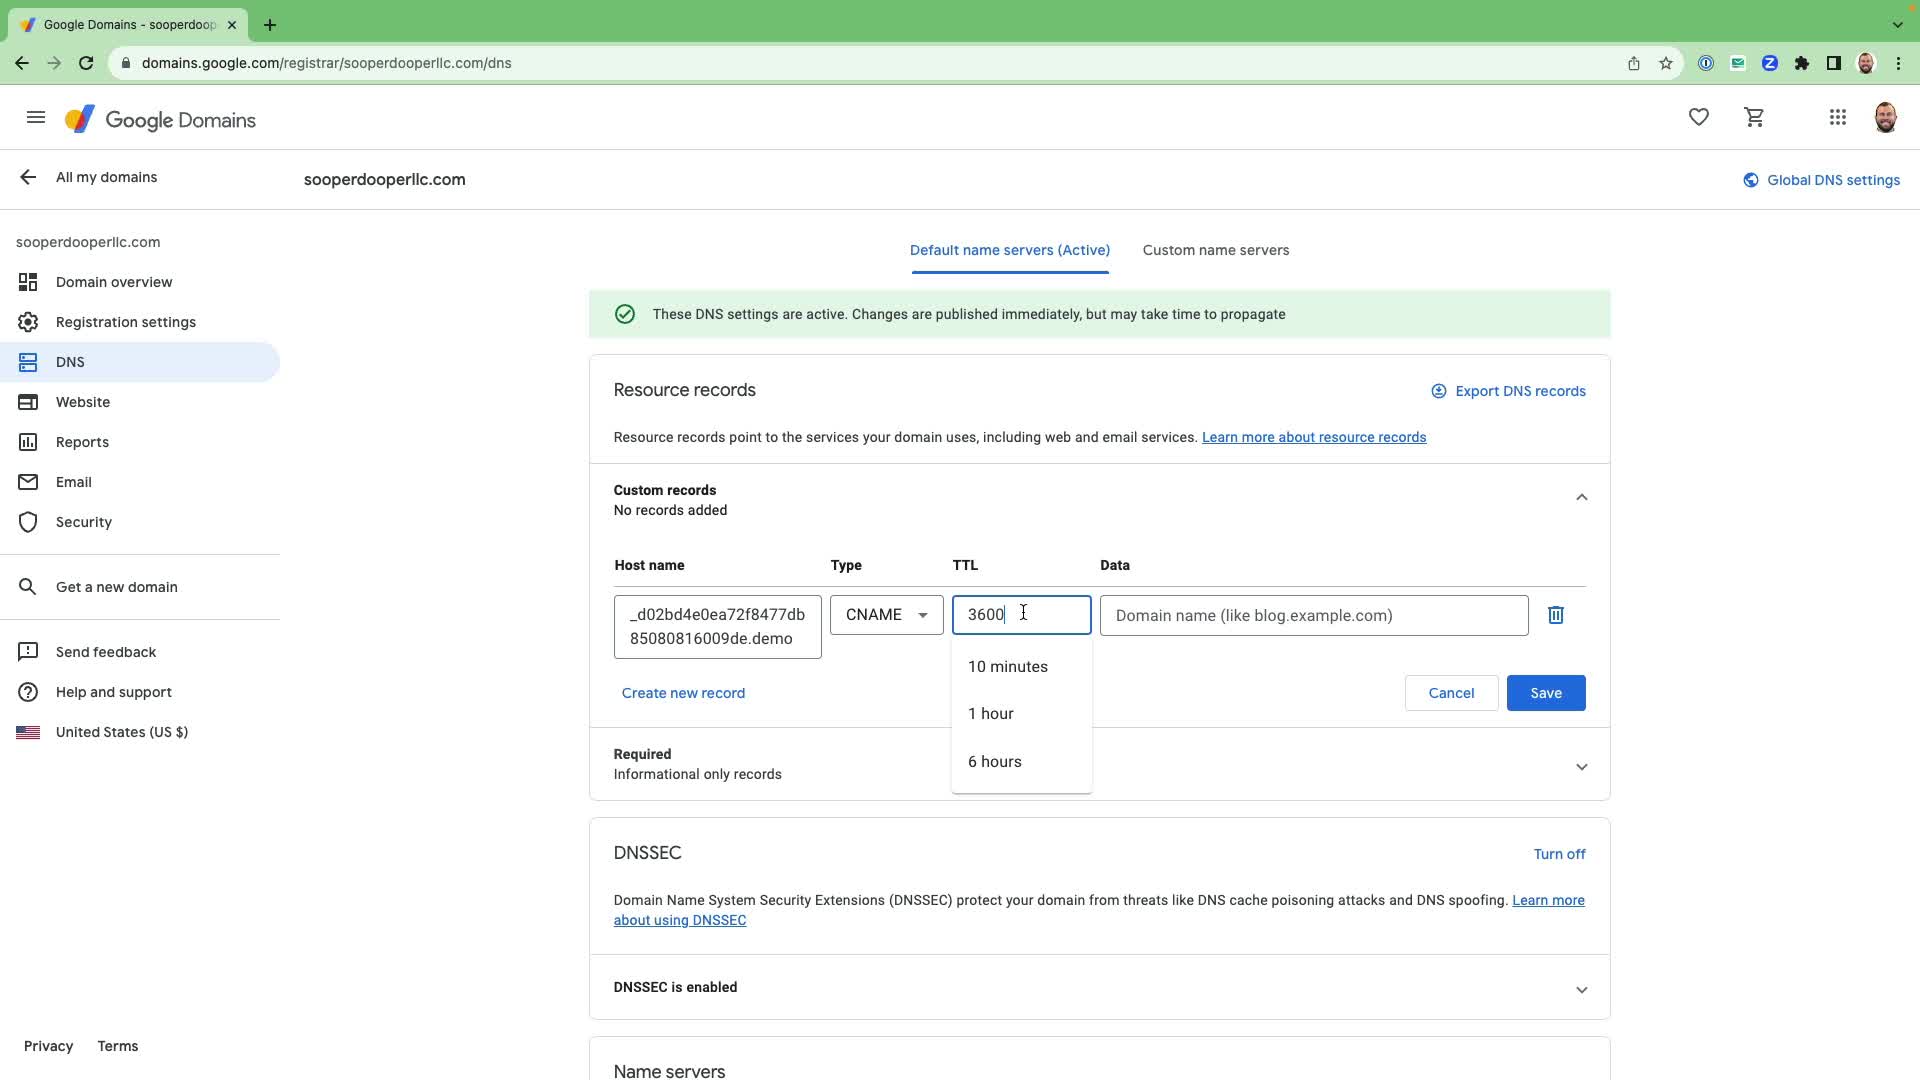 Google Domains - sooperdoop
domains.google.com/registrar/sooperdooperllc.com/dns
Google Domains
All my domains
sooperdooperllc.com
Global DNS settings
sooperdooperllc.com
Domain overview
Registration settings
DNS
Website
Reports
Email
Security
Get a new domain
Send feedback
Help and support
United States (US $)
Privacy Terms
Default name servers (Active) Custom name servers
These DNS settings are active. Changes are published immediately, but may take time to propagate
Resource records
Export DNS records
Resource records point to the services your domain uses, including web and email services. Learn more about resource records
Custom records
No records added
Host name Type TTL Data
_d02bd4e0ea72f8477db
85080816009de.demo
CNAME
3600
Domain name (like blog.example.com)
10 minutes
1 hour
6 hours
Create new record
Cancel
Save
Required
Informational only records
DNSSEC
Turn off
Domain Name System Security Extensions (DNSSEC) protect your domain from threats like DNS cache poisoning attacks and DNS spoofing. Learn more
about using DNSSEC
DNSSEC is enabled
Name servers